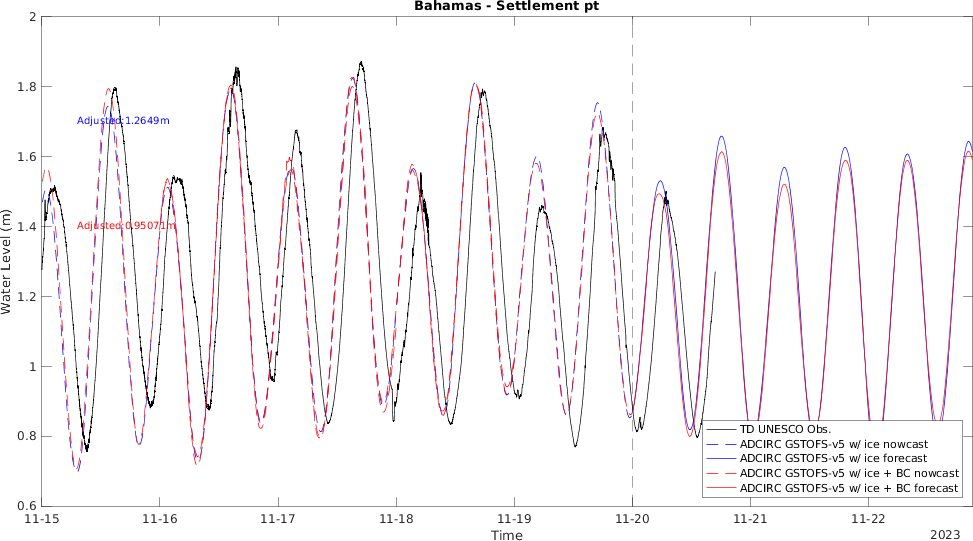 Bahamas - Settlement pt
2
1.8
1.6
1.4
1.2
1
0.8
0.6
Water Level (m)
Adjusted:1.2649m
Adjusted:0.95071m
TD UNESCO Obs.
ADCIRC GSTOFS-v5 w/ ice nowcast
ADCIRC GSTOFS-v5 w/ ice forecast
ADCIRC GSTOFS-v5 w/ ice + BC nowcast
ADCIRC GSTOFS-v5 w/ ice + BC forecast
11-15 11-16 11-17 11-18 11-19 11-20 11-21 11-22
Time
2023